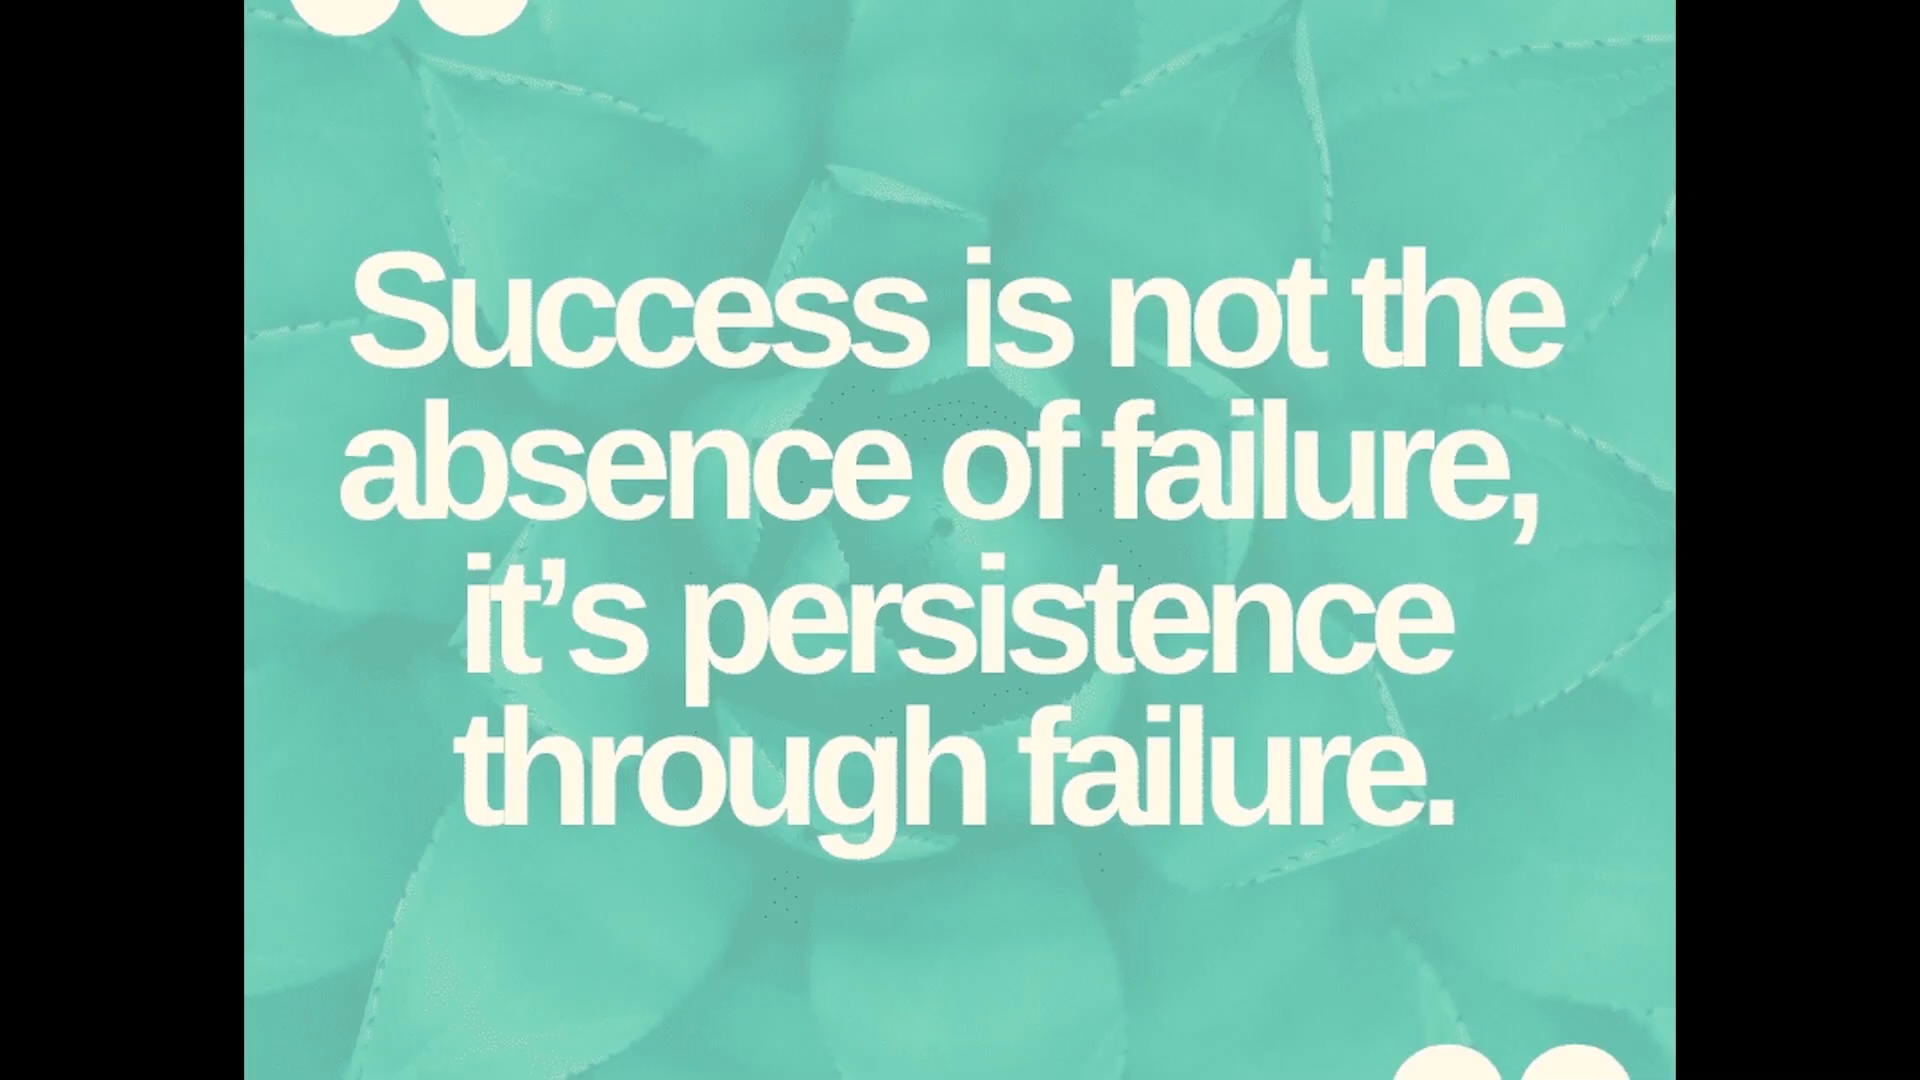 Success is not the
absence of failure,
it’s persistence
through failure.